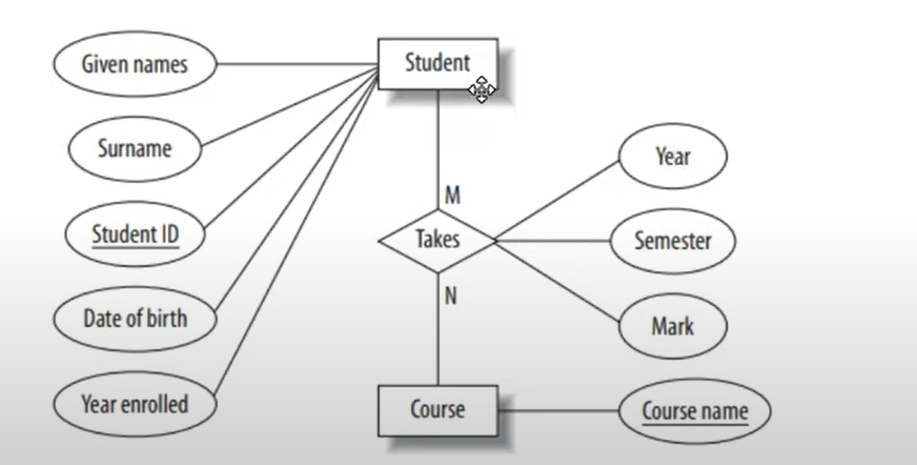 Given names
Student
Surname
Year
M
Student ID
Takes
Semester
N
Date of birth
Mark
Year enrolled
Course
Course name